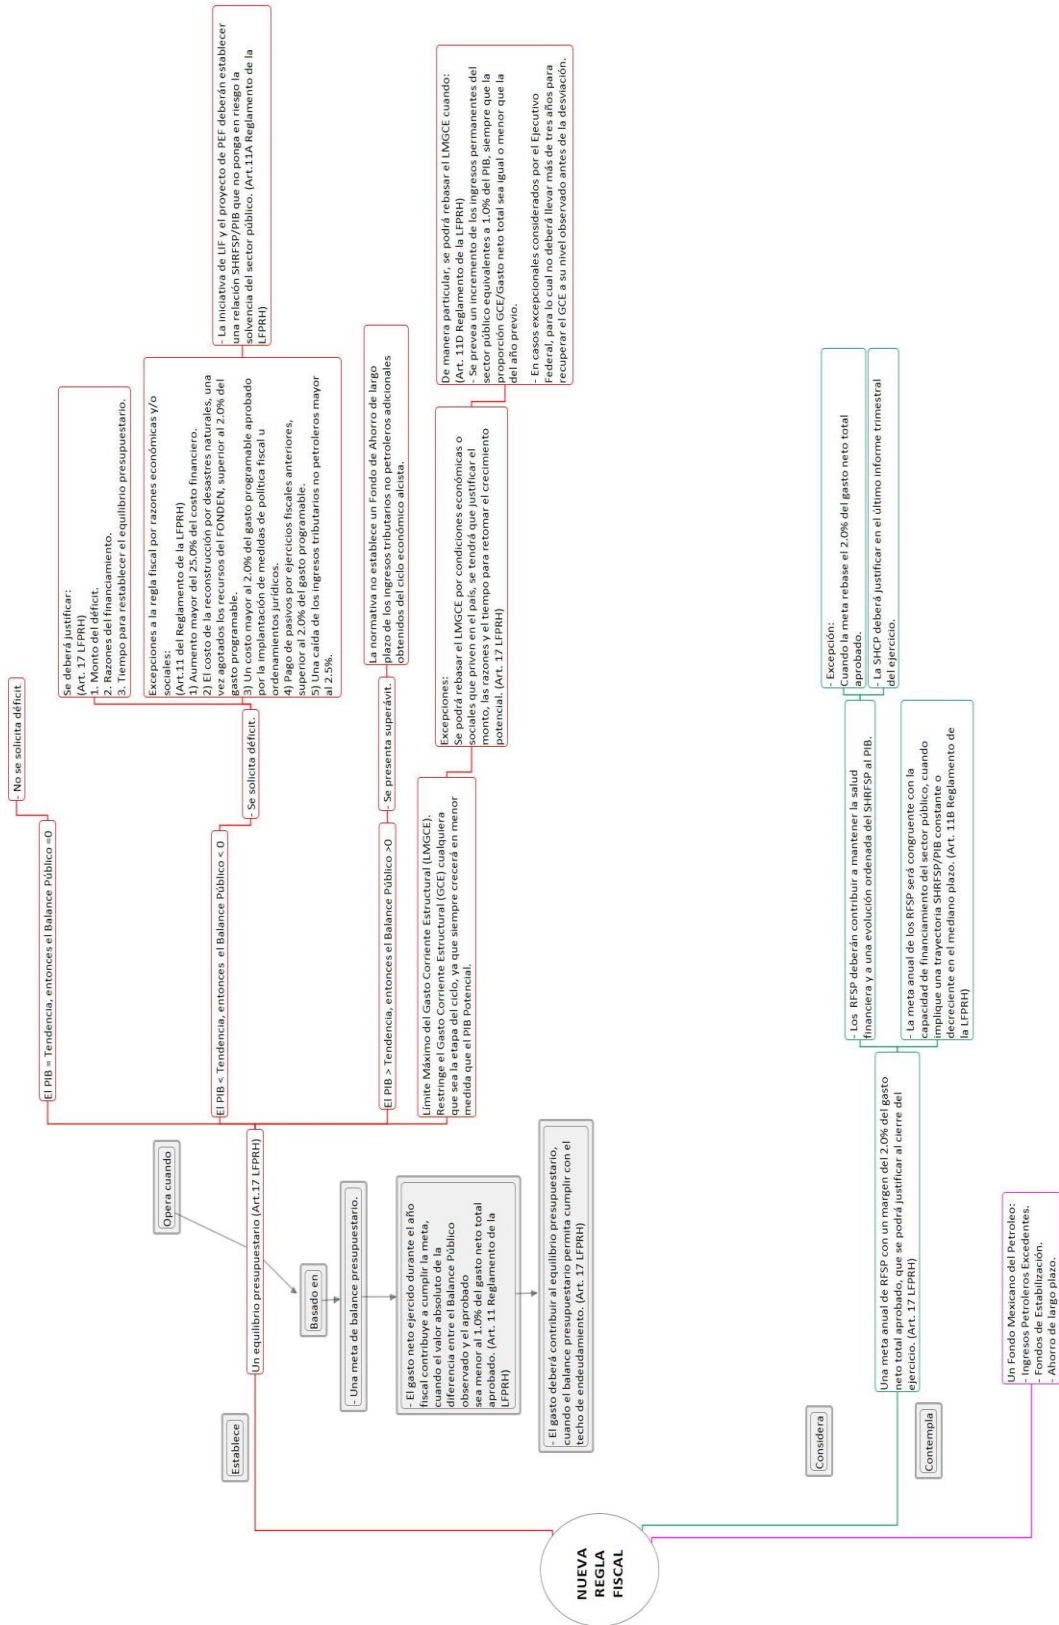 NUEVA
REGLA
FISCAL
Establece
Un equilibrio presupuestario (Art.17 LFPRH)
Opera cuando
Basado en
- Una meta de balance presupuestario.
- El gasto neto ejercido durante el año
fiscal contribuye a cumplir la meta,
cuando el valor absoluto de la
diferencia entre el Balance Público
observado y el aprobado
sea menor al 1.0% del gasto neto total
aprobado. (Art. 11 Reglamento de la
LFPRH)
- El gasto deberá contribuir al equilibrio presupuestario,
cuando el balance presupuestario permita cumplir con el
techo de endeudamiento. (Art. 17 LFPRH)
El PIB = Tendencia, entonces el Balance Público =0
- No se solicita déficit
El PIB < Tendencia, entonces  el Balance Público < 0
- Se solicita déficit.
Se deberá justificar:
(Art. 17 LFPRH)
1. Monto del déficit.
2. Razones del financiamiento.
3. Tiempo para restablecer el equilibrio presupuestario.
Excepciones a la regla fiscal por razones económicas y/o
sociales:
(Art.11 del Reglamento de la LFPRH)
1) Aumento mayor del 25.0% del costo financiero.
2) El costo de la reconstrucción por desastres naturales, una
vez agotados los recursos del FONDEN, superior al 2.0% del
gasto programable.
3) Un costo mayor al 2.0% del gasto programable aprobado
por la implantación de medidas de política fiscal u
ordenamientos jurídicos.
4) Pago de pasivos por ejercicios fiscales anteriores,
superior al 2.0% del gasto programable.
5) Una caída de los ingresos tributarios no petroleros mayor
al 2.5%.
- La iniciativa de LIF y el proyecto de PEF deberán establecer
una relación SHRFSP/PIB que no ponga en riesgo la
solvencia del sector público. (Art.11A Reglamento de la
LFPRH)
El PIB > Tendencia, entonces el Balance Público >0
- Se presenta superávit.
La normativa no establece un Fondo de Ahorro de largo
plazo de los ingresos tributarios no petroleros adicionales
obtenidos del ciclo económico alcista.
Límite Máximo del Gasto Corriente Estructural (LMGCE).
Restringe el Gasto Corriente Estructural (GCE) cualquiera
que sea la etapa del ciclo, ya que siempre crecerá en menor
medida que el PIB Potencial.
Excepciones:
Se podrá rebasar el LMGCE por condiciones económicas o
sociales que priven en el país, se tendrá que justificar el
monto, las razones y el tiempo para retomar el crecimiento
potencial. (Art. 17 LFPRH)
De manera particular, se podrá rebasar el LMGCE cuando:
(Art. 11D Reglamento de la LFPRH)
- Se prevea un incremento de los ingresos permanentes del
sector público equivalentes a 1.0% del PIB, siempre que la
proporción GCE/Gasto neto total sea igual o menor que la
del año previo.
- En casos excepcionales considerados por el Ejecutivo
Federal, para lo cual no deberá llevar más de tres años para
recuperar el GCE a su nivel observado antes de la desviación.
Considera
Una meta anual de RFSP con un margen del 2.0% del gasto
neto total aprobado, que se podrá justificar al cierre del
ejercicio. (Art. 17 LFPRH)
- Los  RFSP deberán contribuir a mantener la salud
financiera y a una evolución ordenada del SHRFSP al PIB.
- Excepción:
Cuando la meta rebase el 2.0% del gasto neto total
aprobado.
- La SHCP deberá justificar en el último informe trimestral
del ejercicio.
- La meta anual de los RFSP será congruente con la
capacidad de financiamiento del sector público, cuando
implique una trayectoria SHRFSP/PIB constante o
decreciente en el mediano plazo. (Art. 11B Reglamento de
la LFPRH)
Contempla
Un Fondo Mexicano del Petroleo:
- Ingresos Petroleros Excedentes.
- Fondos de Estabilización.
- Ahorro de largo plazo.